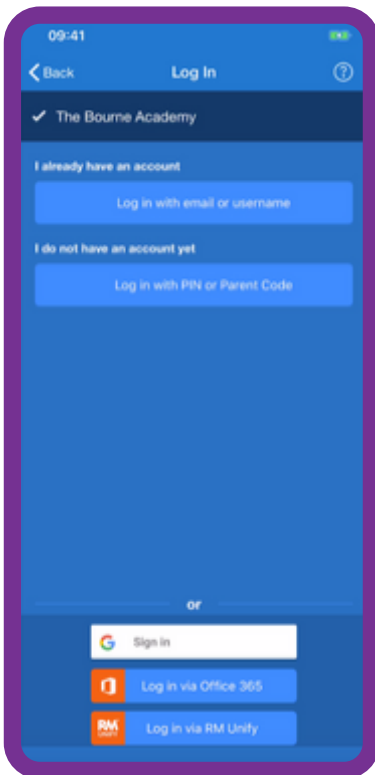 09:41
Back Log In ?
The Bourne Academy
I already have an account
Log in with email or username
I do not have an account yet
Log in with PIN or Parent Code
or
G Sign in
Log in via Office 365
RM UNIFY Log in via RM Unify